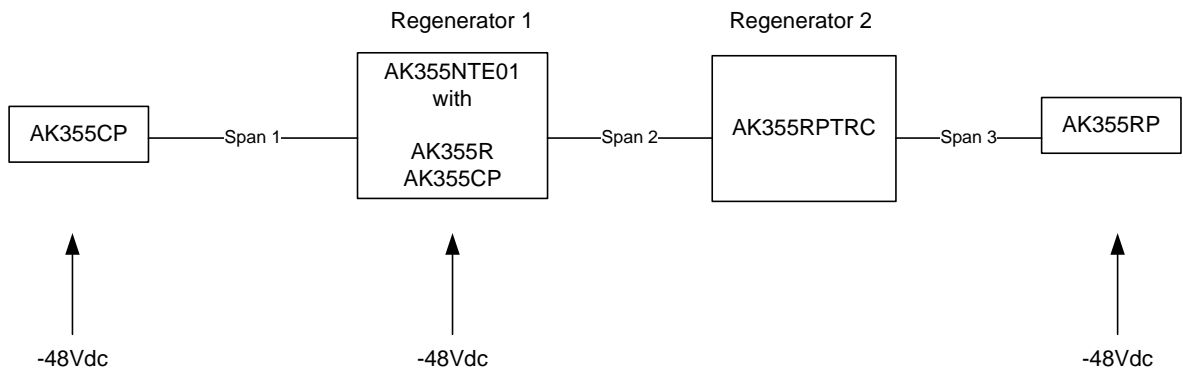 Regenerator 1
Regenerator 2
AK355CP
Span 1
AK355NTE01
with
AK355R
AK355CP
Span 2
AK355RPTRC
Span 3
AK355RP
-48Vdc
-48Vdc
-48Vdc